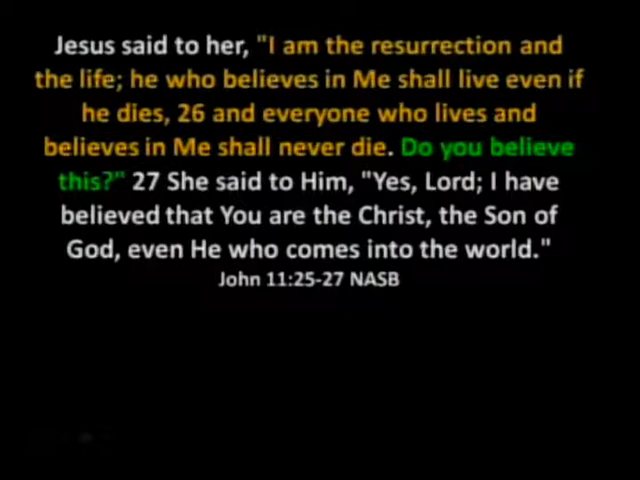 Jesus said to her, "I am the resurrection and
the life; he who believes in Me shall live even if
he dies, 26 and everyone who lives and
believes in Me shall never die. Do you believe
this?" 27 She said to Him, "Yes, Lord; I have
believed that You are the Christ, the Son of
God, even He who comes into the world."
John 11:25-27 NASB